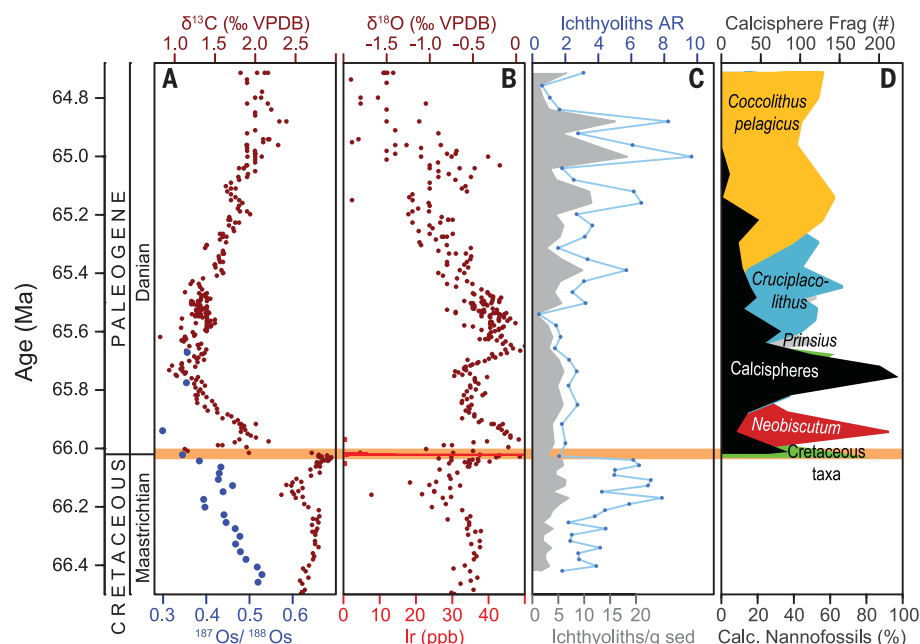 δ¹³C (‰ VPDB)
δ¹⁸O (‰ VPDB)
Ichthyoliths AR
Calcisphere Frag (#)
1.0 1.5 2.0 2.5
-1.5 -1.0 -0.5 0
0 2 4 6 8 10
0 50 100 150 200
A
B
C
D
Age (Ma)
64.8
65.0
65.2
65.4
65.6
65.8
66.0
66.2
66.4
PALEOGENE
Danian
CRETACEOUS
Maastrichtian
Coccolithus
pelagicus
Cruciplaco-
lithus
Prinsius
Calcispheres
Neobiscutum
Cretaceous
taxa
0.3 0.4 0.5 0.6
0 10 20 30 40
0 5 10 15 20
0 20 40 60 80 100
¹⁸⁷Os/ ¹⁸⁸Os
Ir (ppb)
Ichthyoliths/g sed
Calc. Nannofossils (%)